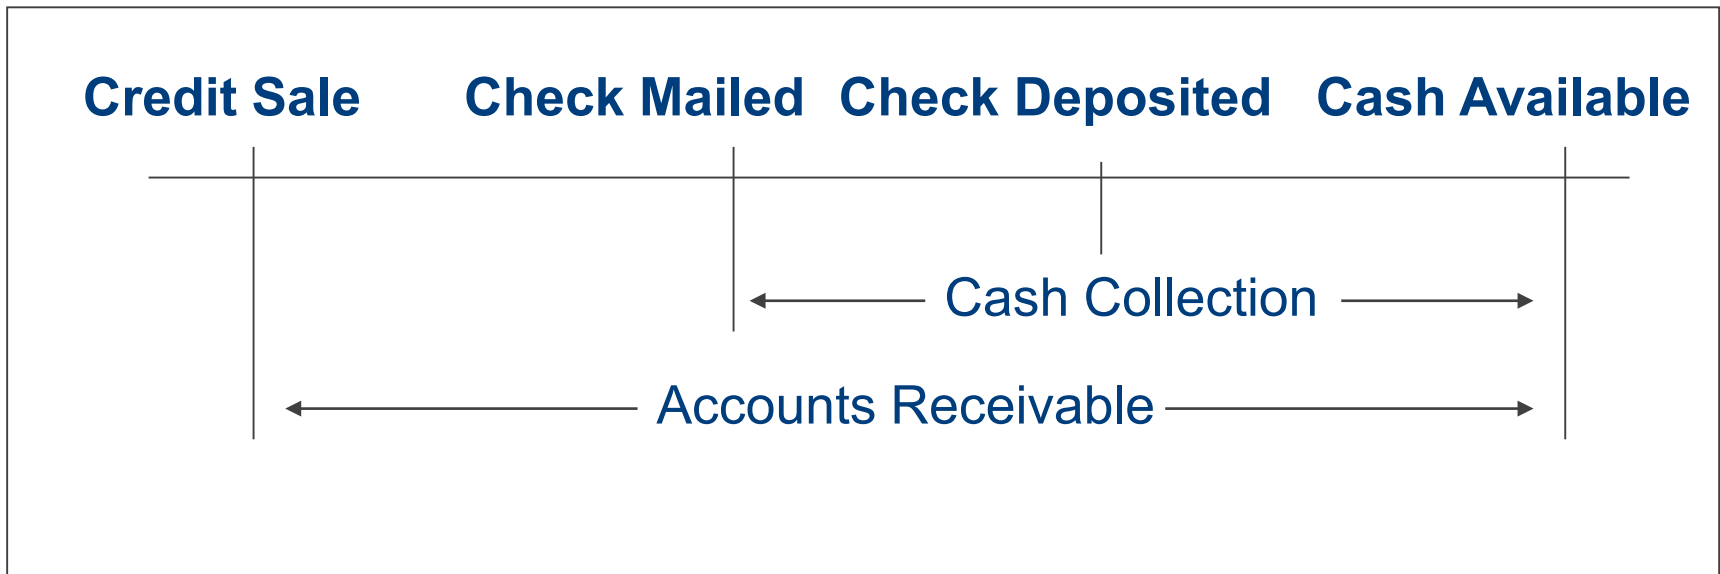 Credit Sale Check Mailed Check Deposited Cash Available
Cash Collection
Accounts Receivable